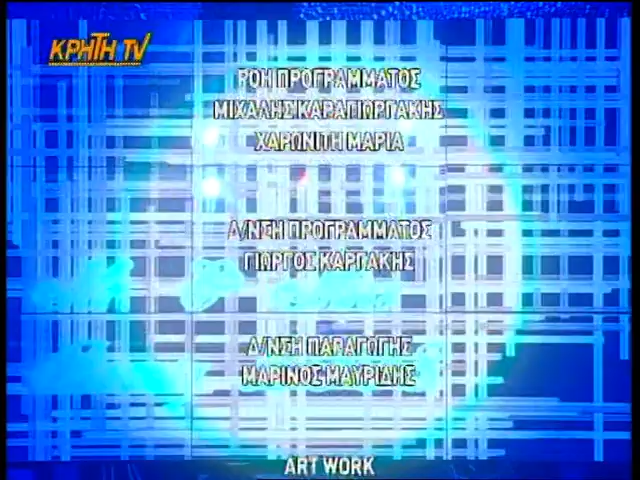 ΚΡΗΤΗ TV
ΡΟΗ ΠΡΟΓΡΑΜΜΑΤΟΣ
ΜΙΧΑΛΗΣ ΚΑΡΑΓΙΩΡΓΑΚΗΣ
ΧΑΡΩΝΙΤΗ ΜΑΡΙΑ
Δ/ΝΣΗ ΠΡΟΓΡΑΜΜΑΤΟΣ
ΓΙΩΡΓΟΣ ΚΑΡΓΑΚΗΣ
Δ/ΝΣΗ ΠΑΡΑΓΩΓΗΣ
ΜΑΡΙΝΟΣ ΜΑΥΡΙΔΗΣ
ART WORK